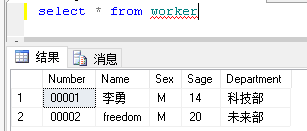 select * from worker
结果 消息
Number Name Sex Sage Department
1 00001 李勇 M 14 科技部
2 00002 freedom M 20 未来部